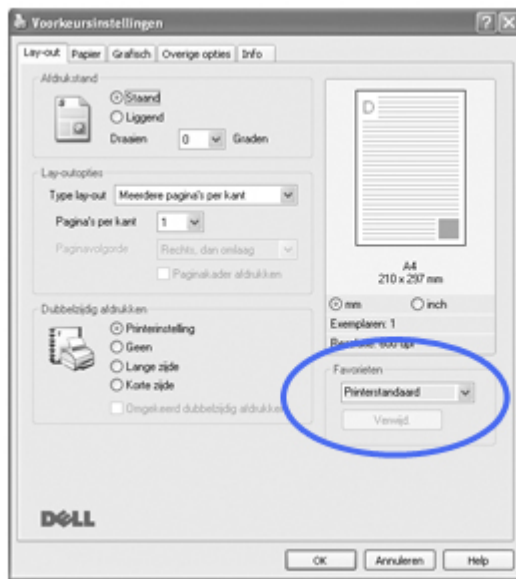 Voorkeursinstellingen
Lay-out Papier Grafisch Overige opties Info
Afdrukstand
Staand
Liggend
Draaien 0 Graden
Lay-outopties
Type lay-out Meerdere pagina's per kant
Pagina's per kant 1
Paginavolgorde Rechts, dan omlaag
Paginakader afdrukken
Dubbelzijdig afdrukken
Printerinstelling
Geen
Lange zijde
Korte zijde
Omgekeerd dubbelzijdig afdrukken
D
A4
210 x 297 mm
mm inch
Exemplaren: 1
Resolutie: 600 dpi
Favorieten
Printerstandaard
Verwijd.
DELL
OK Annuleren Help